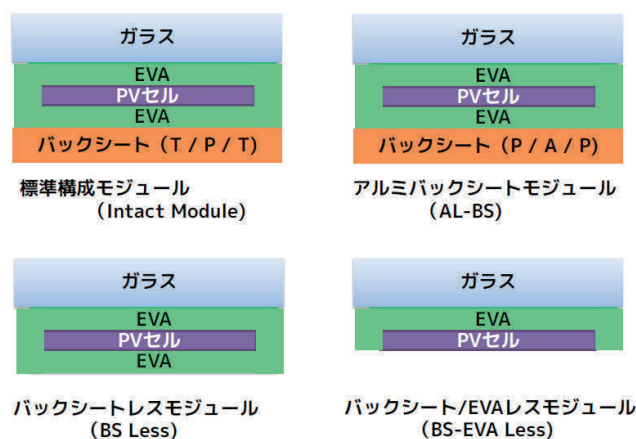 ガラス
EVA
PVセル
EVA
バックシート（T / P / T）
標準構成モジュール
（Intact Module)
ガラス
EVA
PVセル
EVA
バックシート（P / A / P）
アルミバックシートモジュール
（AL-BS)
ガラス
EVA
PVセル
EVA
バックシートレスモジュール
（BS Less)
ガラス
EVA
PVセル
バックシート/EVAレスモジュール
（BS-EVA Less)